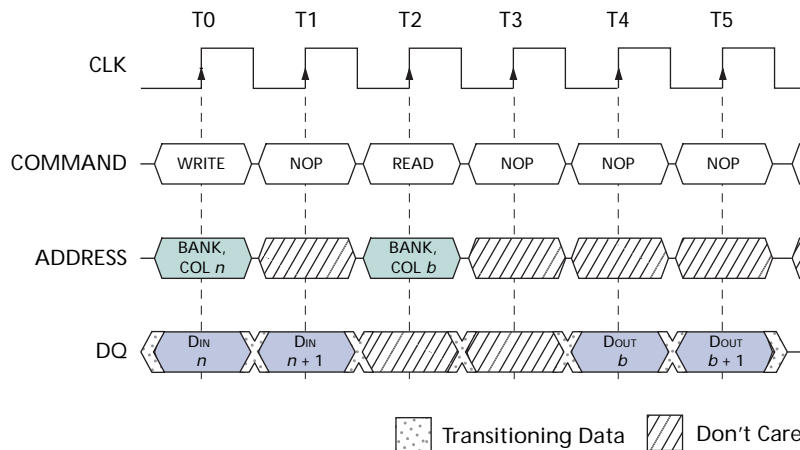 T0 T1 T2 T3 T4 T5
CLK
COMMAND WRITE NOP READ NOP NOP NOP
ADDRESS BANK, COL n BANK, COL b
DQ DIN n DIN n + 1 DOUT b DOUT b + 1
Transitioning Data Don't Care